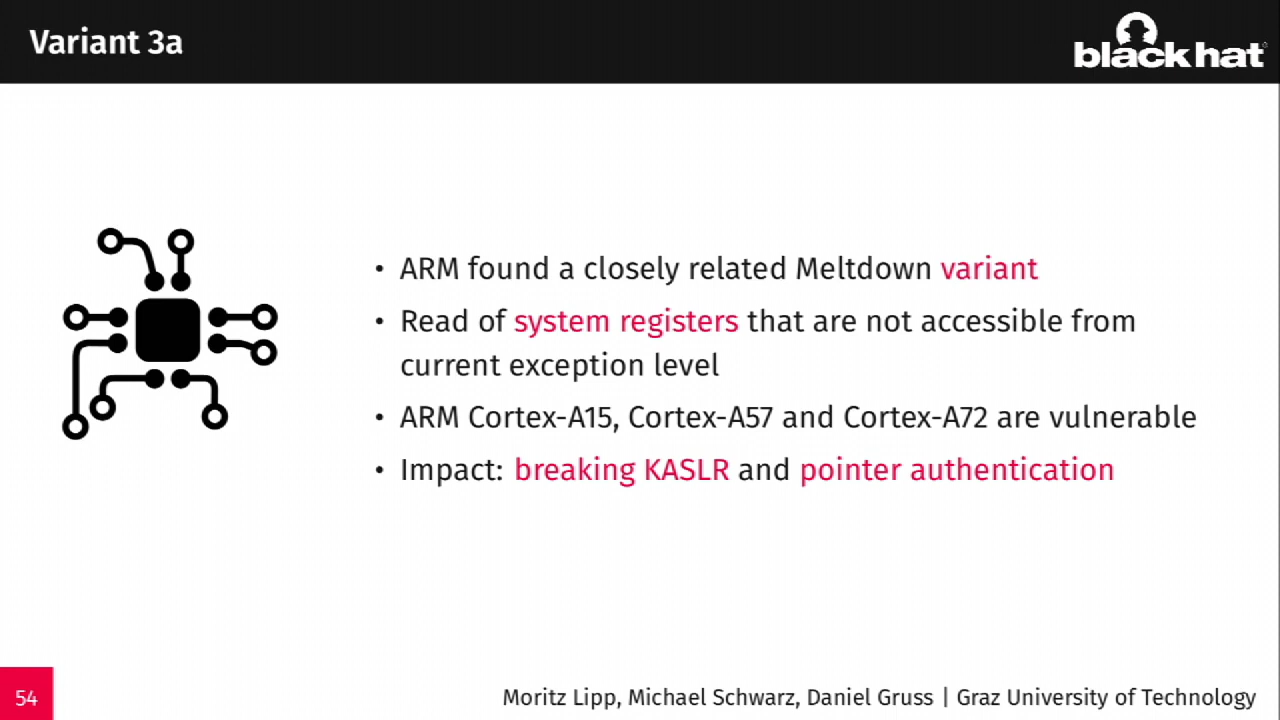 Variant 3a
black hat
• ARM found a closely related Meltdown variant
• Read of system registers that are not accessible from
current exception level
• ARM Cortex-A15, Cortex-A57 and Cortex-A72 are vulnerable
• Impact: breaking KASLR and pointer authentication
54
Moritz Lipp, Michael Schwarz, Daniel Gruss | Graz University of Technology